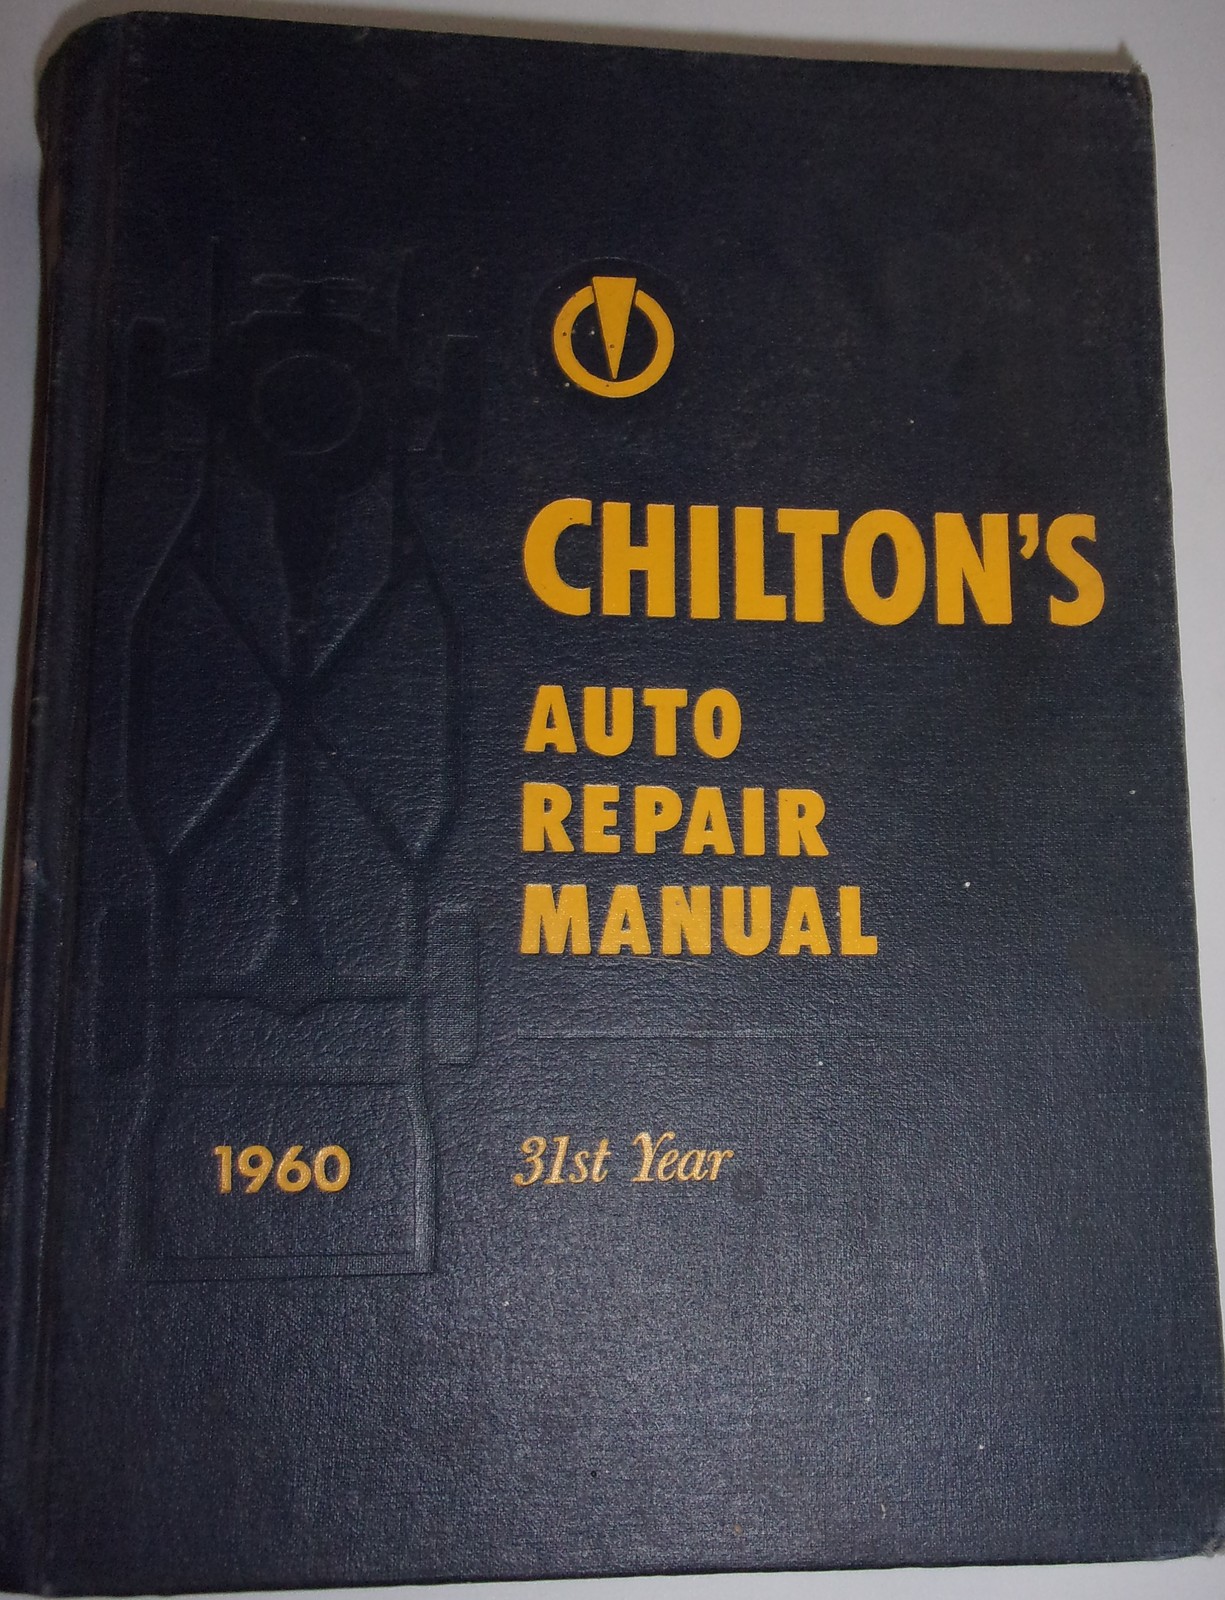 CHILTON'S
AUTO
REPAIR
MANUAL
1960
31st Year